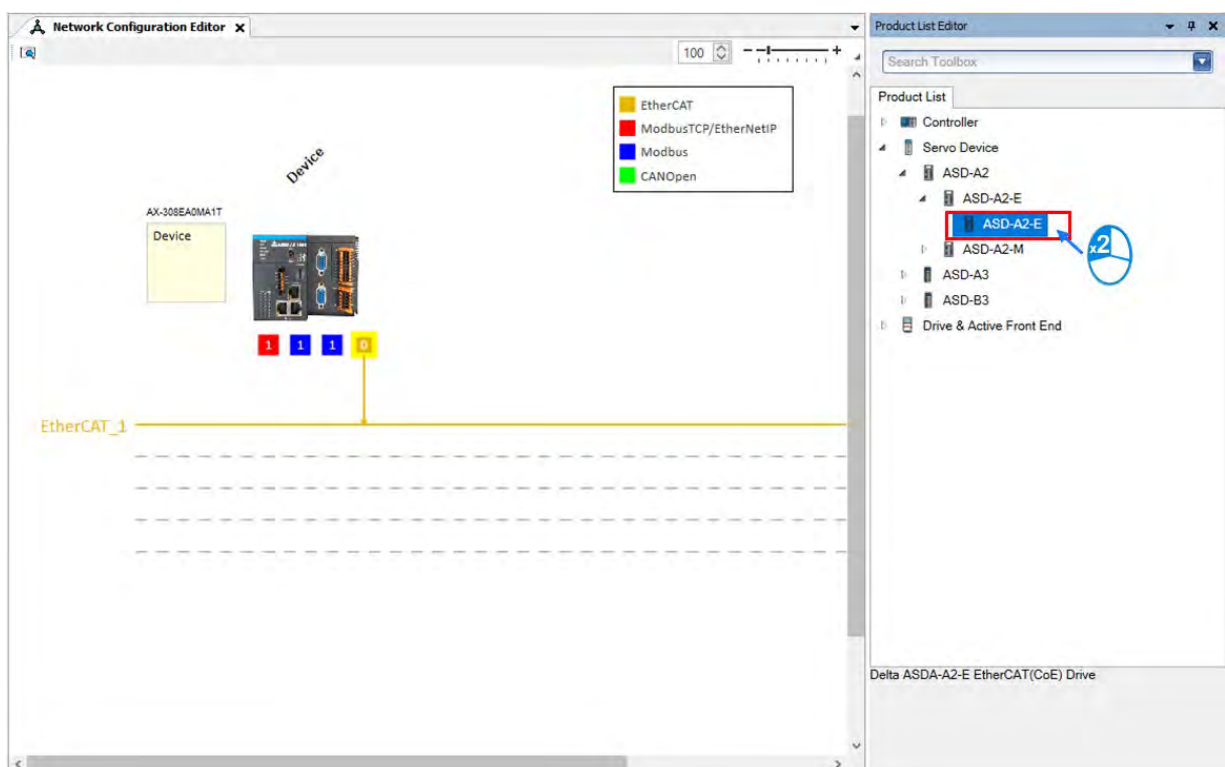 Network Configuration Editor
100
EtherCAT
ModbusTCP/EtherNetIP
Modbus
CANOpen
Device
AX-308EA0MA1T
Device
1 1 1 0
EtherCAT_1
Product List Editor
Search Toolbox
Product List
Controller
Servo Device
ASD-A2
ASD-A2-E
ASD-A2-E
x2
ASD-A2-M
ASD-A3
ASD-B3
Drive & Active Front End
Delta ASDA-A2-E EtherCAT(CoE) Drive